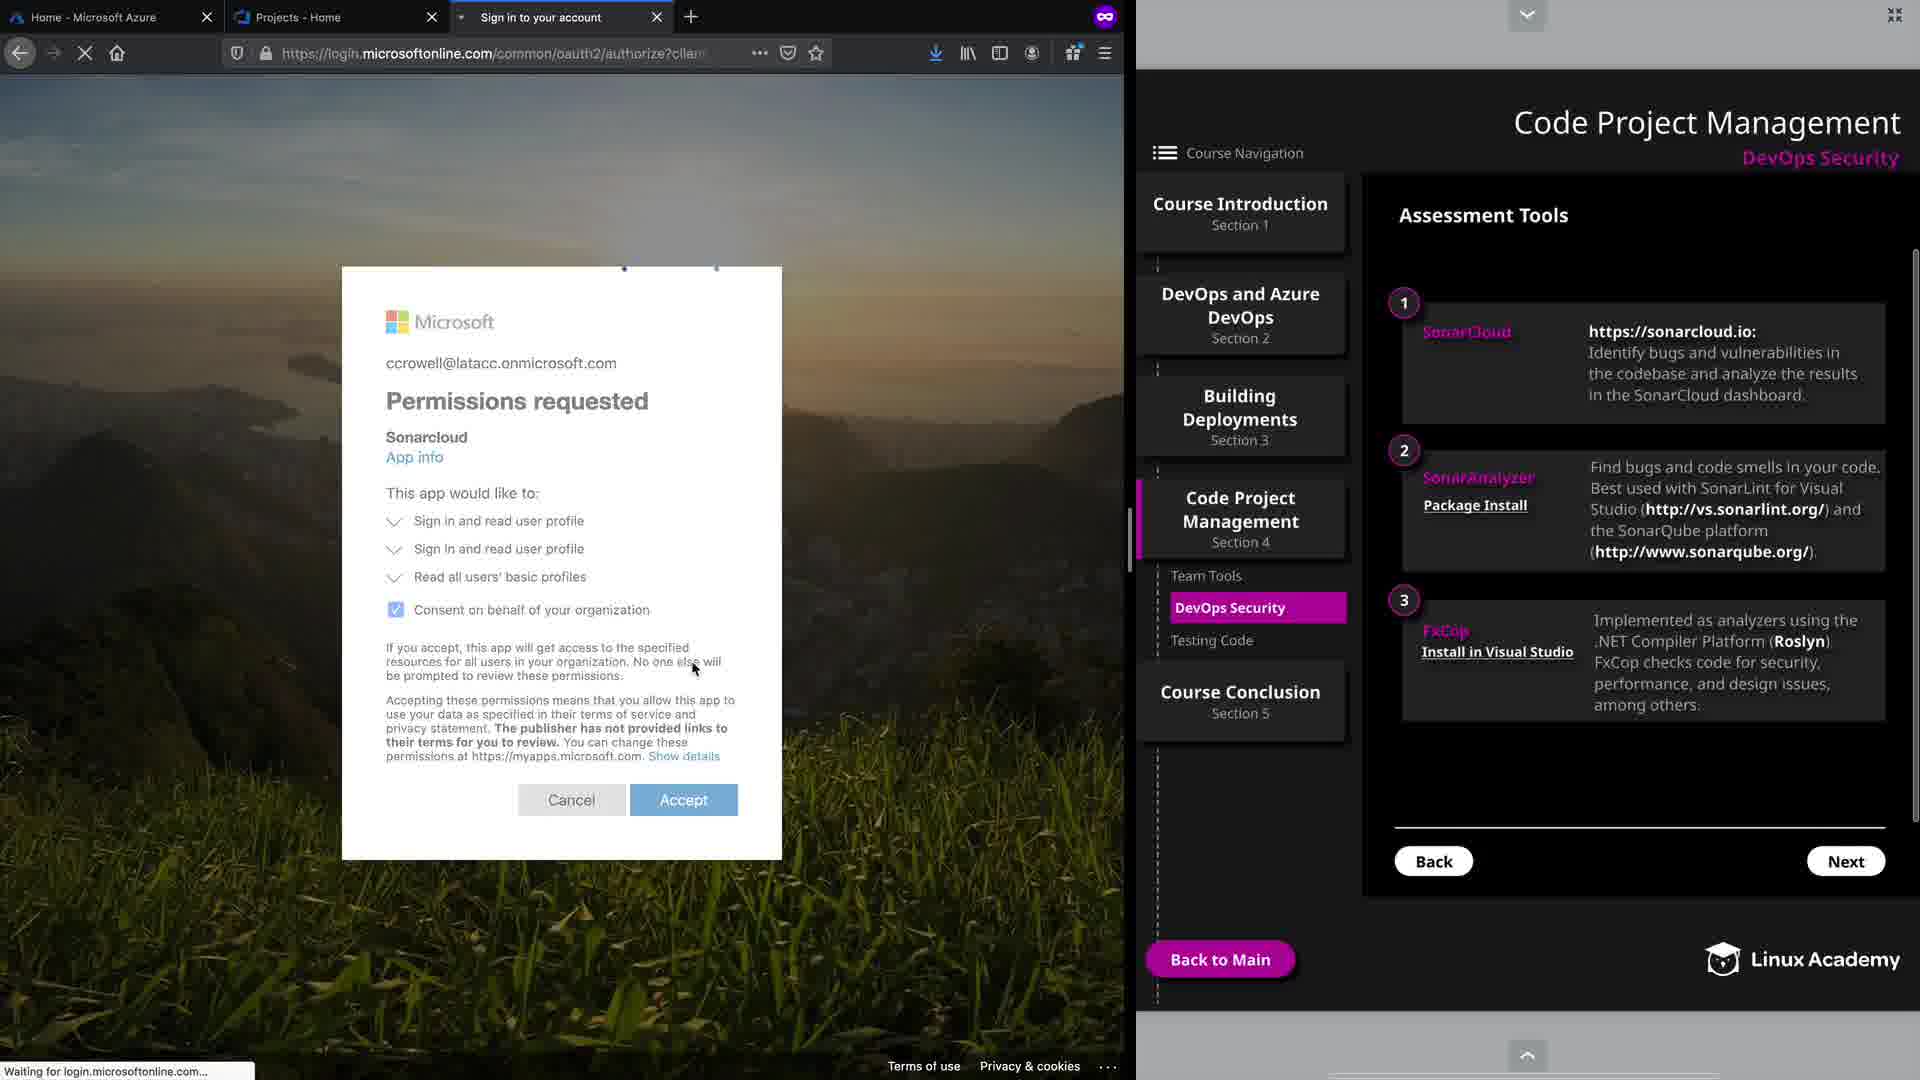 Home - Microsoft Azure
Projects - Home
Sign in to your account
https://login.microsoftonline.com/common/oauth2/authorize?clien
Microsoft
ccrowell@latacc.onmicrosoft.com
Permissions requested
Sonarcloud
App info
This app would like to:
Sign in and read user profile
Sign in and read user profile
Read all users' basic profiles
Consent on behalf of your organization
If you accept, this app will get access to the specified
resources for all users in your organization. No one else will
be prompted to review these permissions.
Accepting these permissions means that you allow this app to
use your data as specified in their terms of service and
privacy statement. The publisher has not provided links to
their terms for you to review. You can change these
permissions at https://myapps.microsoft.com. Show details
Cancel
Accept
Waiting for login.microsoftonline.com...
Terms of use
Privacy & cookies
Code Project Management
DevOps Security
Course Navigation
Course Introduction
Section 1
DevOps and Azure
DevOps
Section 2
Building
Deployments
Section 3
Code Project
Management
Section 4
Team Tools
DevOps Security
Testing Code
Course Conclusion
Section 5
Back to Main
Assessment Tools
1
SonarCloud
https://sonarcloud.io:
Identify bugs and vulnerabilities in
the codebase and analyze the results
in the SonarCloud dashboard.
2
SonarAnalyzer
Package Install
Find bugs and code smells in your code.
Best used with SonarLint for Visual
Studio (http://vs.sonarlint.org/) and
the SonarQube platform
(http://www.sonarqube.org/).
3
FxCop
Install in Visual Studio
Implemented as analyzers using the
.NET Compiler Platform (Roslyn).
FxCop checks code for security,
performance, and design issues,
among others.
Back
Next
Linux Academy